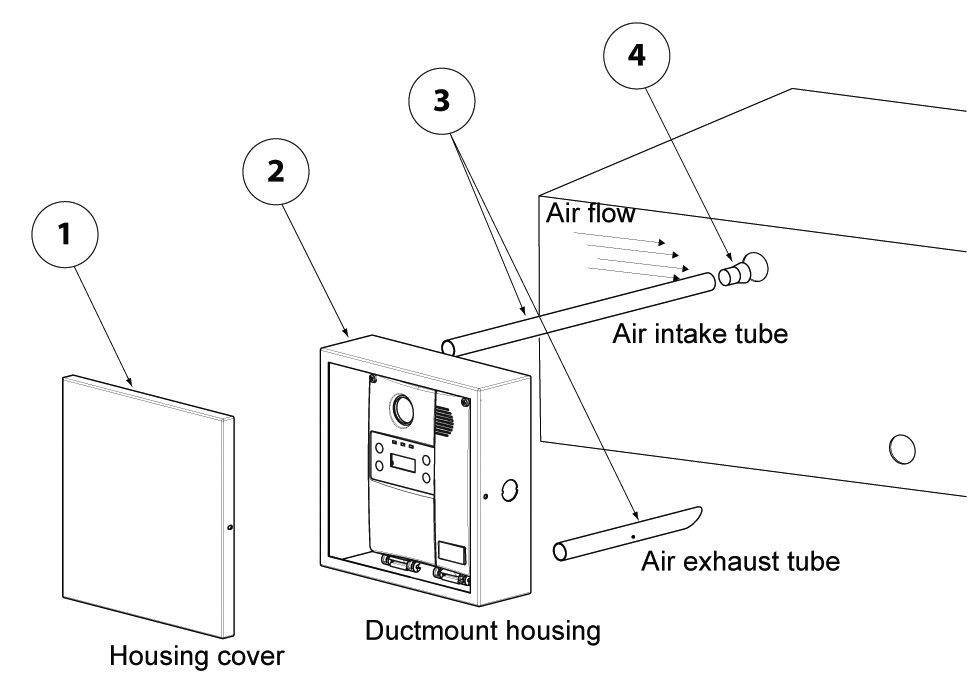 4
3
2
1
Air flow
Air intake tube
Air exhaust tube
Ductmount housing
Housing cover